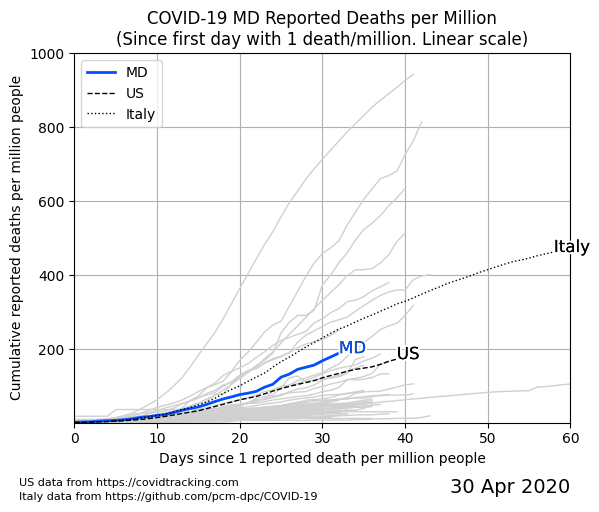 COVID-19 MD Reported Deaths per Million
(Since first day with 1 death/million. Linear scale)
Cumulative reported deaths per million people
1000
800
600
400
200
MD
US
Italy
Italy
MD
US
0
10
20
30
40
50
60
Days since 1 reported death per million people
US data from https://covidtracking.com
Italy data from https://github.com/pcm-dpc/COVID-19
30 Apr 2020